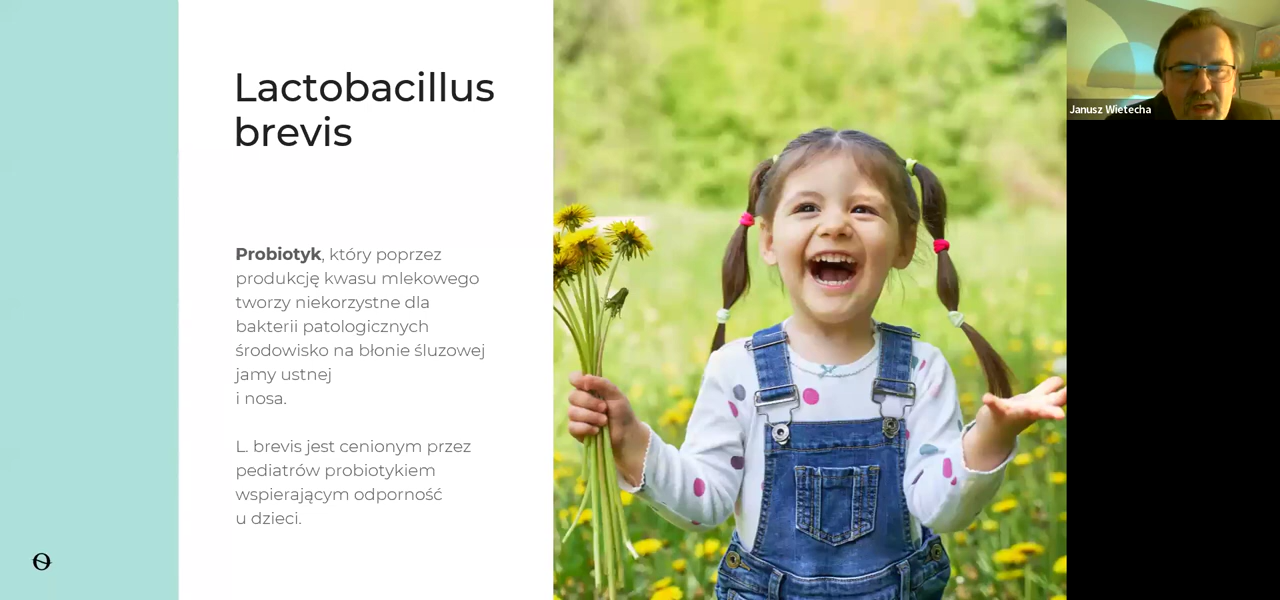 Lactobacillus
brevis
Probiotyk, który poprzez
produkcję kwasu mlekowego
tworzy niekorzystne dla
bakterii patologicznych
środowisko na błonie śluzowej
jamy ustnej
i nosa.
L. brevis jest cenionym przez
pediatrów probiotykiem
wspierającym odporność
u dzieci.
Janusz Wietecha